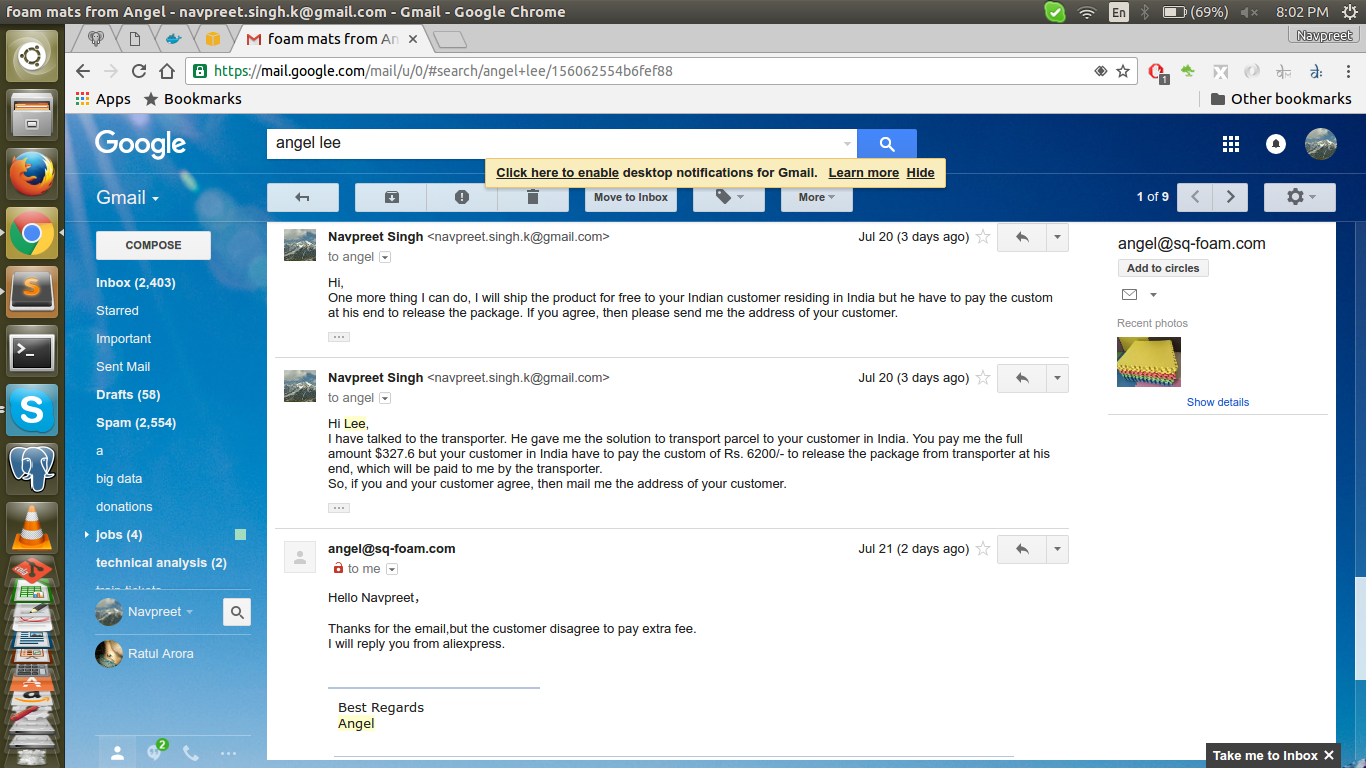 foam mats from Angel - navpreet.singh.k@gmail.com - Gmail - Google Chrome
En
(69%)
8:02 PM
foam mats from An
Navpreet
https://mail.google.com/mail/u/0/#search/angel+lee/156062554b6fef88
1
Apps
Bookmarks
Other bookmarks
Google
angel lee
Click here to enable desktop notifications for Gmail. Learn more Hide
Gmail
Move to Inbox
More
1 of 9
COMPOSE
Inbox (2,403)
Starred
Important
Sent Mail
Drafts (58)
Spam (2,554)
a
big data
donations
jobs (4)
technical analysis (2)
train tickets
Navpreet
Ratul Arora
2
Navpreet Singh <navpreet.singh.k@gmail.com>
Jul 20 (3 days ago)
to angel
Hi,
One more thing I can do, I will ship the product for free to your Indian customer residing in India but he have to pay the custom
at his end to release the package. If you agree, then please send me the address of your customer.
Navpreet Singh <navpreet.singh.k@gmail.com>
Jul 20 (3 days ago)
to angel
Hi Lee,
I have talked to the transporter. He gave me the solution to transport parcel to your customer in India. You pay me the full
amount $327.6 but your customer in India have to pay the custom of Rs. 6200/- to release the package from transporter at his
end, which will be paid to me by the transporter.
So, if you and your customer agree, then mail me the address of your customer.
angel@sq-foam.com
Jul 21 (2 days ago)
to me
Hello Navpreet,
Thanks for the email,but the customer disagree to pay extra fee.
I will reply you from aliexpress.
Best Regards
Angel
angel@sq-foam.com
Add to circles
Recent photos
Show details
Take me to Inbox